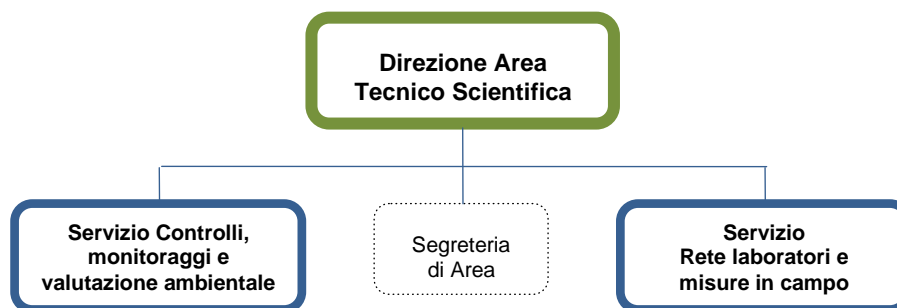 Direzione Area
Tecnico Scientifica
Servizio Controlli,
monitoraggi e
valutazione ambientale
Segreteria
di Area
Servizio
Rete laboratori e
misure in campo